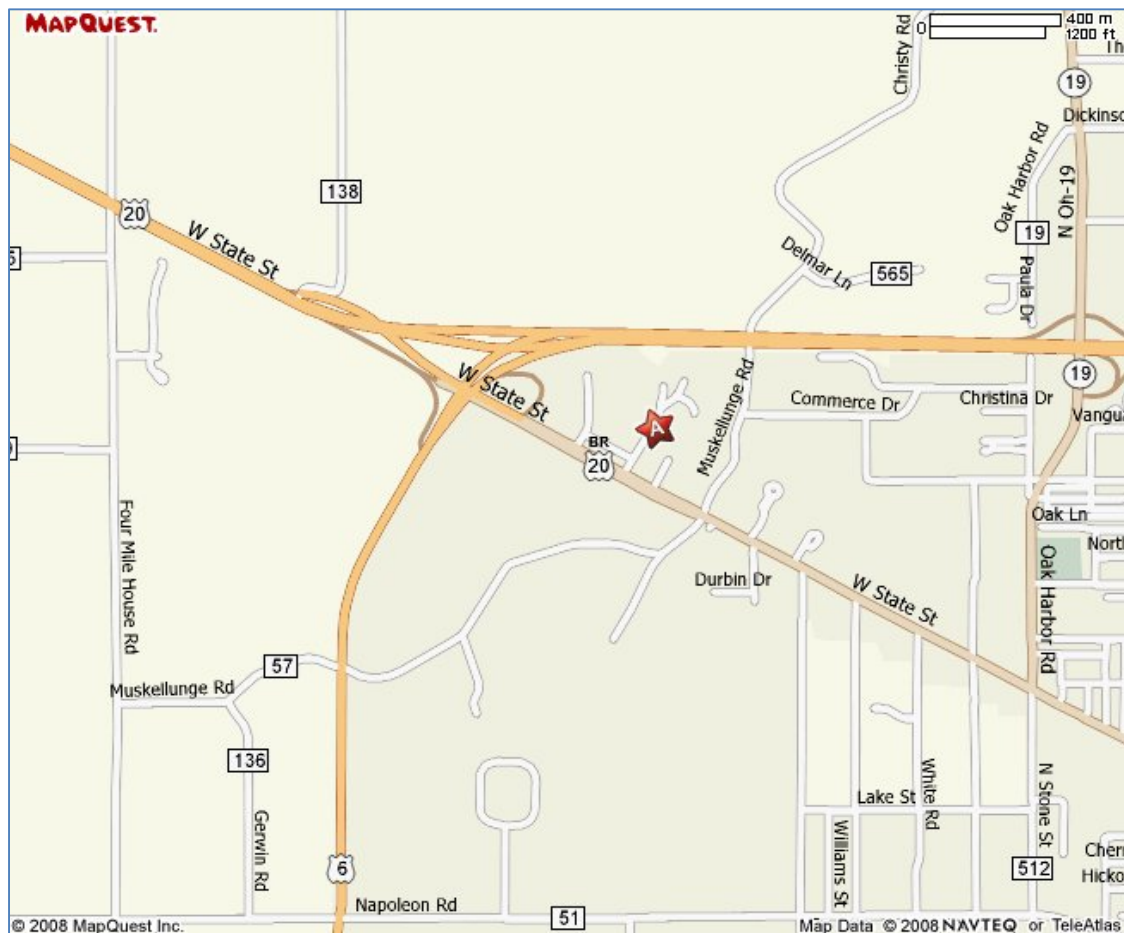 MAPQUEST.
0
400 m
1200 ft
Christy Rd
19
Dickinso
Oak Harbor Rd
138
N Oh-19
20
W State St
19
Delmar Ln
565
Paula Dr
W State St
Muskellunge Rd
Commerce Dr
Christina Dr
19
Vangua
A
BR
20
Four Mile House Rd
Oak Ln
North
Durbin Dr
W State St
Oak Harbor Rd
57
Muskellunge Rd
136
Gerwin Rd
White Rd
Lake St
N Stone St
Williams St
6
512
Cherr
Hicko
Napoleon Rd
51
© 2008 MapQuest Inc.
Map Data © 2008 NAVTEQ or TeleAtlas